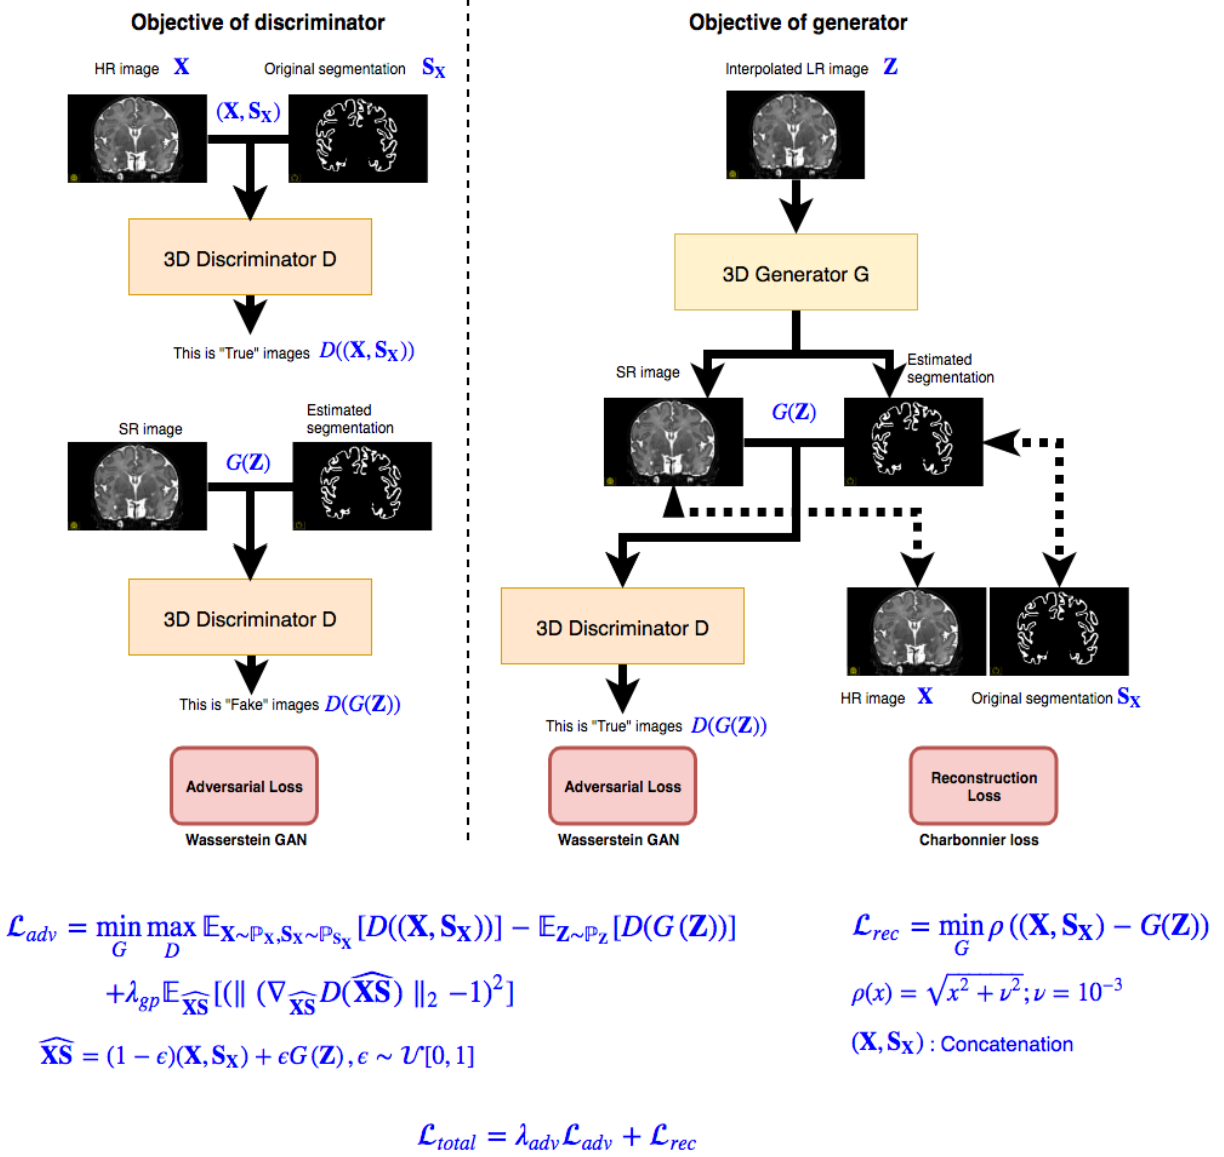 Objective of discriminator
HR image X
Original segmentation S_X
(X, S_X)
3D Discriminator D
This is "True" images D((X, S_X))
SR image
Estimated
segmentation
G(Z)
3D Discriminator D
This is "Fake" images D(G(Z))
Adversarial Loss
Wasserstein GAN
Objective of generator
Interpolated LR image Z
3D Generator G
SR image
Estimated
segmentation
G(Z)
3D Discriminator D
This is "True" images D(G(Z))
HR image X
Original segmentation S_X
Adversarial Loss
Wasserstein GAN
Reconstruction
Loss
Charbonnier loss
ℒ_adv = min_G max_D 𝔼_{X∼ℙ_X,S_X∼ℙ_{S_X}}[D((X, S_X))] − 𝔼_{Z∼ℙ_Z}[D(G(Z))]
+λ_gp 𝔼_{\widehat{XS}}[(‖ (∇_{\widehat{XS}} D(\widehat{XS}) ‖_2 −1)^2]
\widehat{XS} = (1 − ϵ)(X, S_X) + ϵG(Z), ϵ ∼ 𝒰[0, 1]
ℒ_rec = min_G ρ((X, S_X) − G(Z))
ρ(x) = √(x^2 + ν^2); ν = 10^{−3}
(X, S_X) : Concatenation
ℒ_total = λ_adv ℒ_adv + ℒ_rec